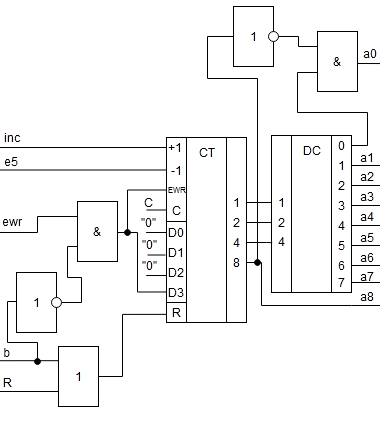 1
&
a0
inc
+1
CT
DC
0
e5
-1
1
a1
EWR
2
a2
C
C
1
1
3
a3
ewr
&
"0"
D0
2
2
4
a4
"0"
D1
4
4
5
a5
"0"
D2
8
6
a6
7
a7
1
D3
a8
R
b
1
R